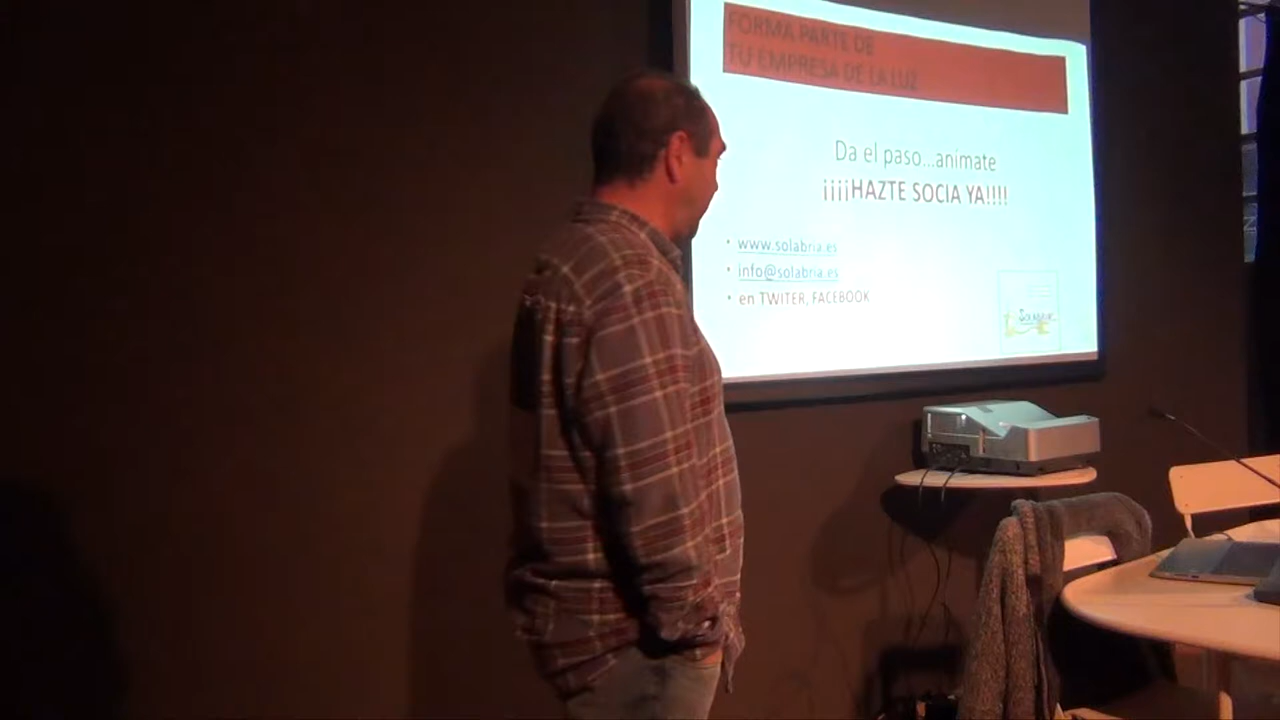 FORMA PARTE DE
TU EMPRESA DE LA LUZ
Da el paso...anímate
¡¡¡¡HAZTE SOCIA YA!!!!
• www.solabria.es
• info@solabria.es
• en TWITER, FACEBOOK